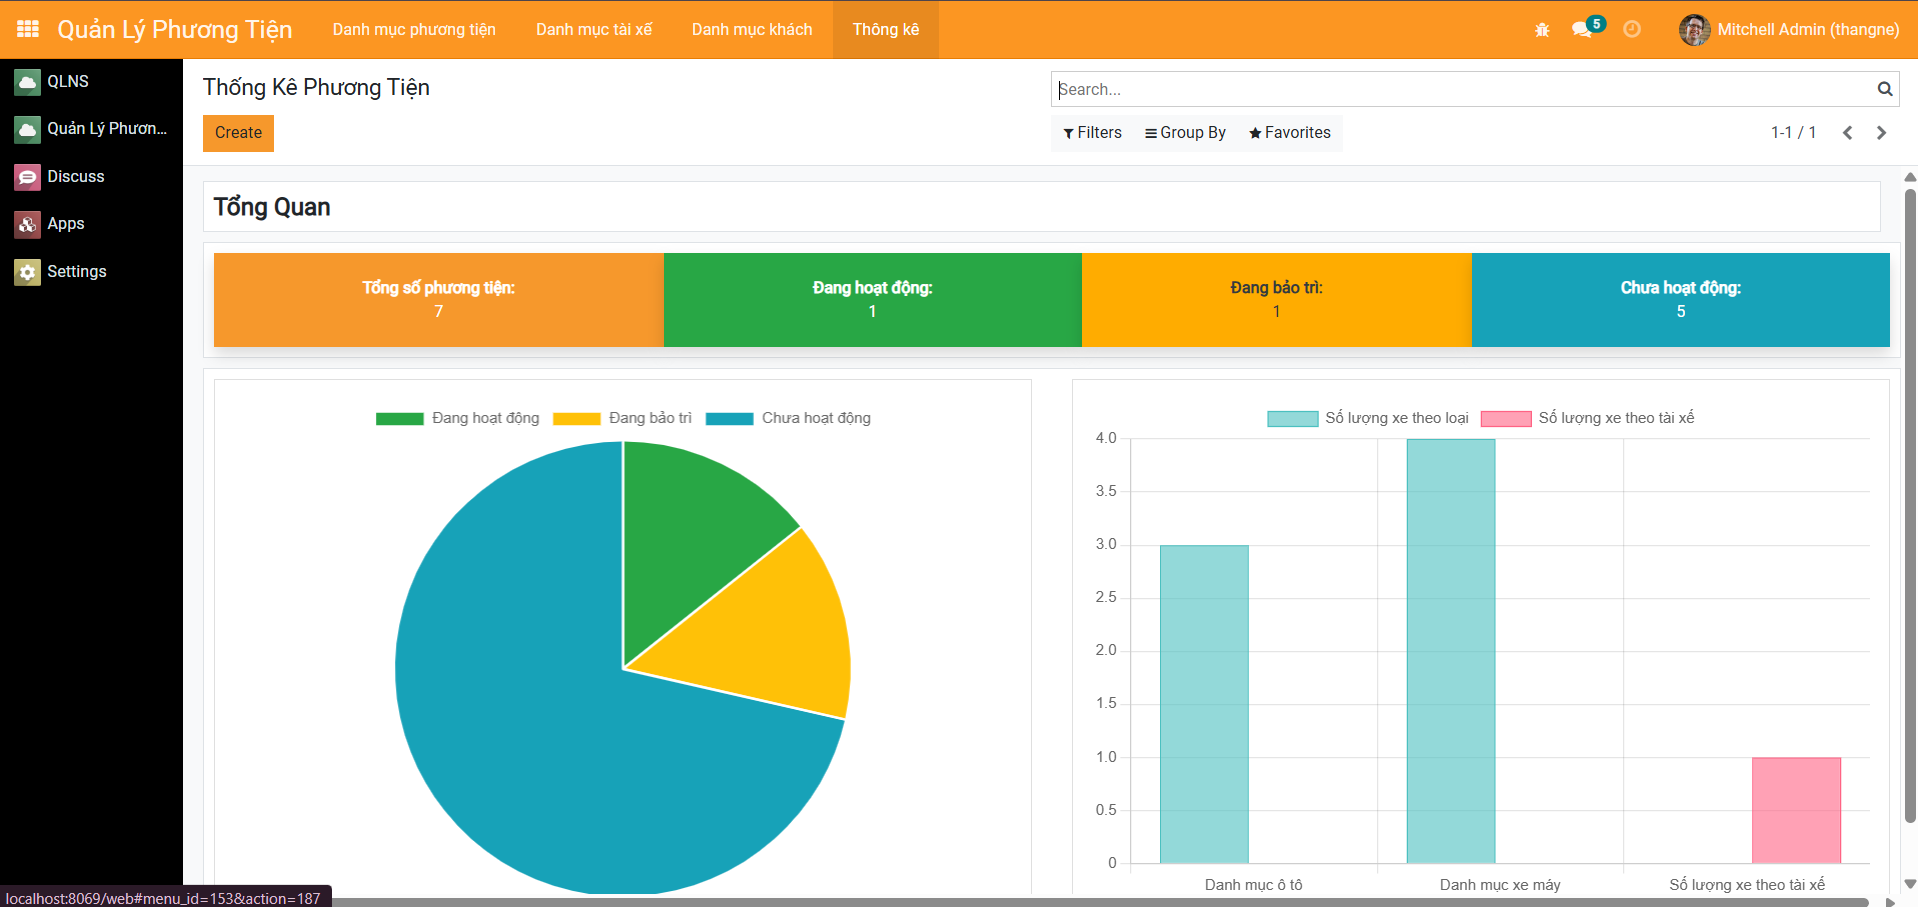 Quản Lý Phương Tiện
Danh mục phương tiện
Danh mục tài xế
Danh mục khách
Thông kê
5
Mitchell Admin (thangne)
QLNS
Quản Lý Phươn...
Discuss
Apps
Settings
Thống Kê Phương Tiện
Search...
Create
Filters
Group By
Favorites
1-1 / 1
Tổng Quan
Tổng số phương tiện:
7
Đang hoạt động:
1
Đang bảo trì:
1
Chưa hoạt động:
5
Đang hoạt động
Đang bảo trì
Chưa hoạt động
Số lượng xe theo loại
Số lượng xe theo tài xế
4.0
3.5
3.0
2.5
2.0
1.5
1.0
0.5
0
Danh mục ô tô
Danh mục xe máy
Số lượng xe theo tài xế
localhost:8069/web#menu_id=153&action=187